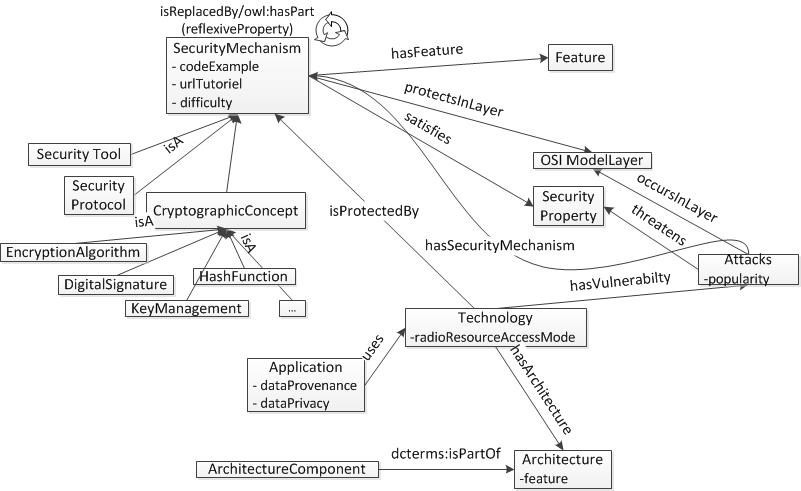 isReplacedBy/owl:hasPart
(reflexiveProperty)
SecurityMechanism
- codeExample
- urlTutoriel
- difficulty
hasFeature
Feature
protectsInLayer
satisfies
OSI ModelLayer
Security Tool
isA
Security
Protocol
isA
CryptographicConcept
isProtectedBy
Security
Property
occursInLayer
threatens
hasSecurityMechanism
EncryptionAlgorithm
isA
DigitalSignature
HashFunction
KeyManagement
...
Attacks
-popularity
hasVulnerabilty
Technology
-radioResourceAccessMode
uses
Application
- dataProvenance
- dataPrivacy
hasArchitecture
dcterms:isPartOf
ArchitectureComponent
Architecture
-feature